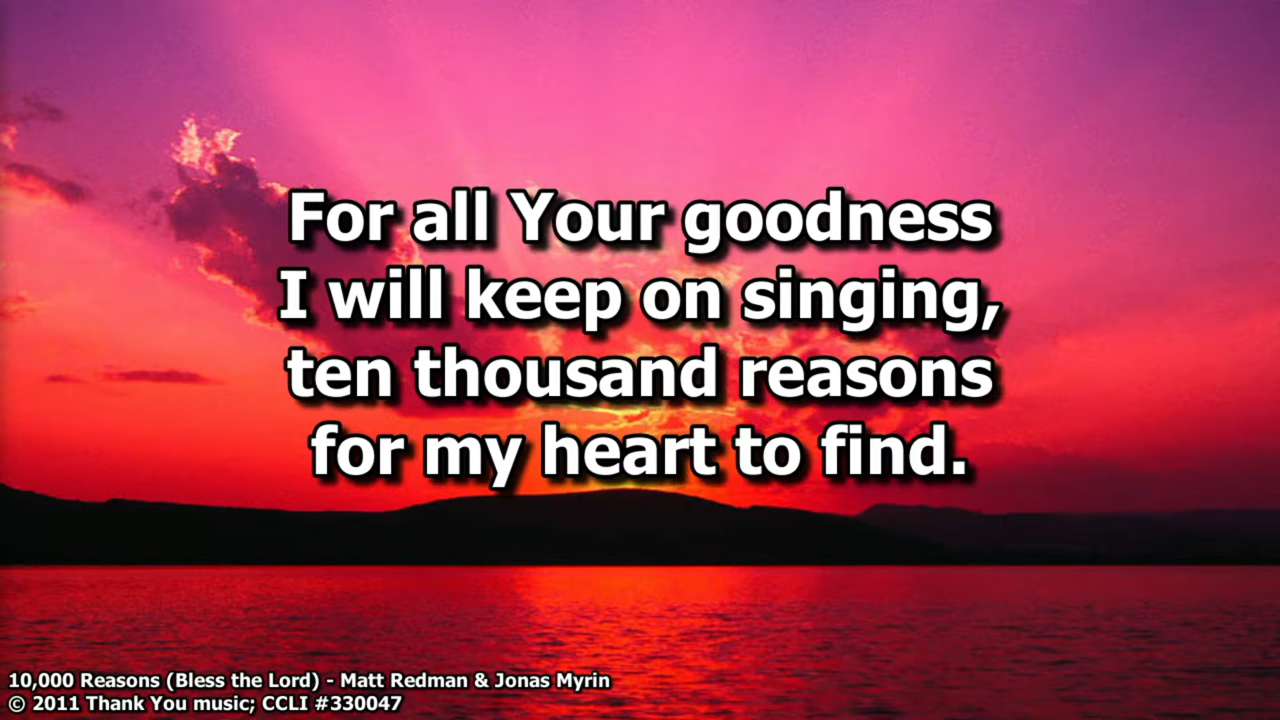 For all Your goodness
I will keep on singing,
ten thousand reasons
for my heart to find.
10,000 Reasons (Bless the Lord) - Matt Redman & Jonas Myrin
© 2011 Thank You music; CCLI #330047